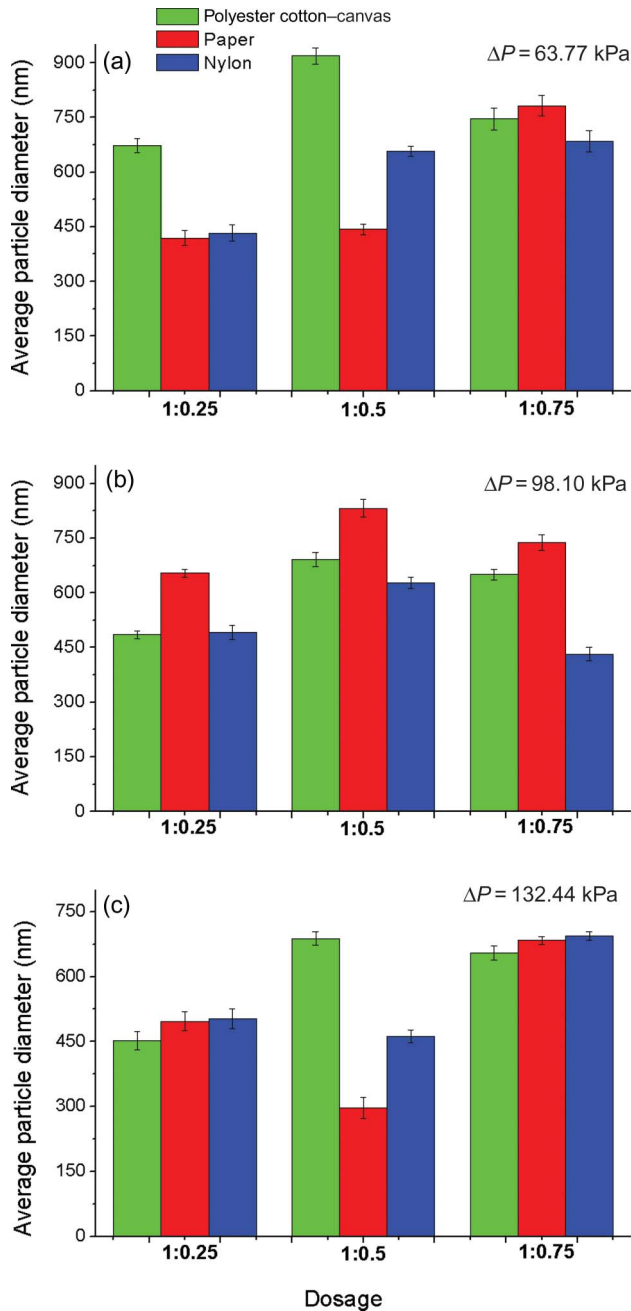 Polyester cotton–canvas
Paper
Nylon
(a)
ΔP = 63.77 kPa
Average particle diameter (nm)
900
750
600
450
300
150
0
1:0.25 1:0.5 1:0.75
(b)
ΔP = 98.10 kPa
Average particle diameter (nm)
900
750
600
450
300
150
0
1:0.25 1:0.5 1:0.75
(c)
ΔP = 132.44 kPa
Average particle diameter (nm)
750
600
450
300
150
0
1:0.25 1:0.5 1:0.75
Dosage